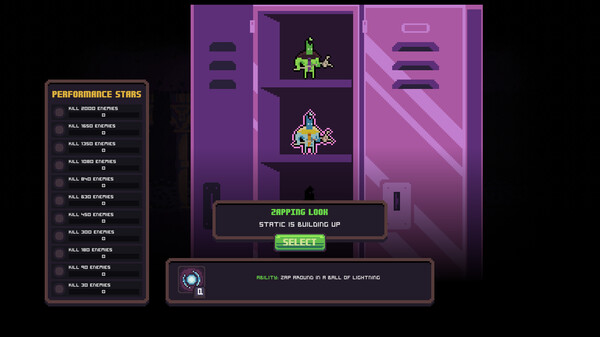 PERFORMANCE STARS
KILL 2000 ENEMIES
0
KILL 1650 ENEMIES
0
KILL 1350 ENEMIES
0
KILL 1080 ENEMIES
0
KILL 840 ENEMIES
0
KILL 630 ENEMIES
0
KILL 450 ENEMIES
0
KILL 300 ENEMIES
0
KILL 180 ENEMIES
0
KILL 90 ENEMIES
0
KILL 30 ENEMIES
0
ZAPPING LOOK
STATIC IS BUILDING UP
SELECT
ABILITY: ZAP AROUND IN A BALL OF LIGHTNING